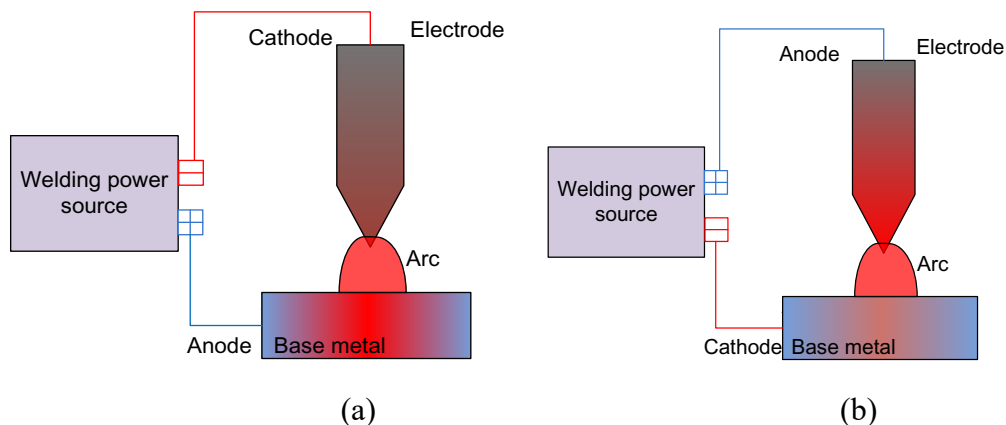 Cathode
Electrode
Welding power
source
Arc
Anode
Base metal
(a)
Anode
Electrode
Welding power
source
Arc
Cathode
Base metal
(b)